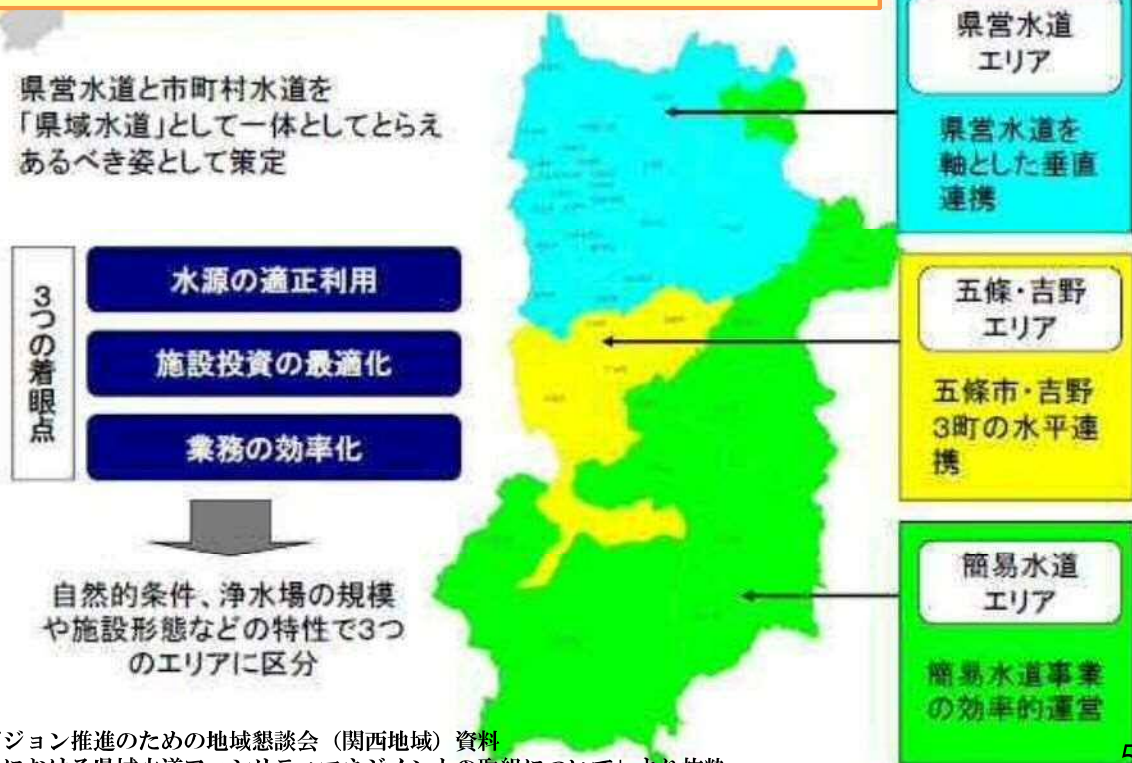 県営水道と市町村水道を
「県域水道」として一体としてとらえ
あるべき姿として策定
3つの着眼点
水源の適正利用
施設投資の最適化
業務の効率化
自然的条件、浄水場の規模
や施設形態などの特性で3つ
のエリアに区分
県営水道
エリア
県営水道を
軸とした垂直
連携
五條・吉野
エリア
五條市・吉野
3町の水平連
携
簡易水道
エリア
簡易水道事業
の効率的運営
ジョン推進のための地域懇談会（関西地域）資料
5